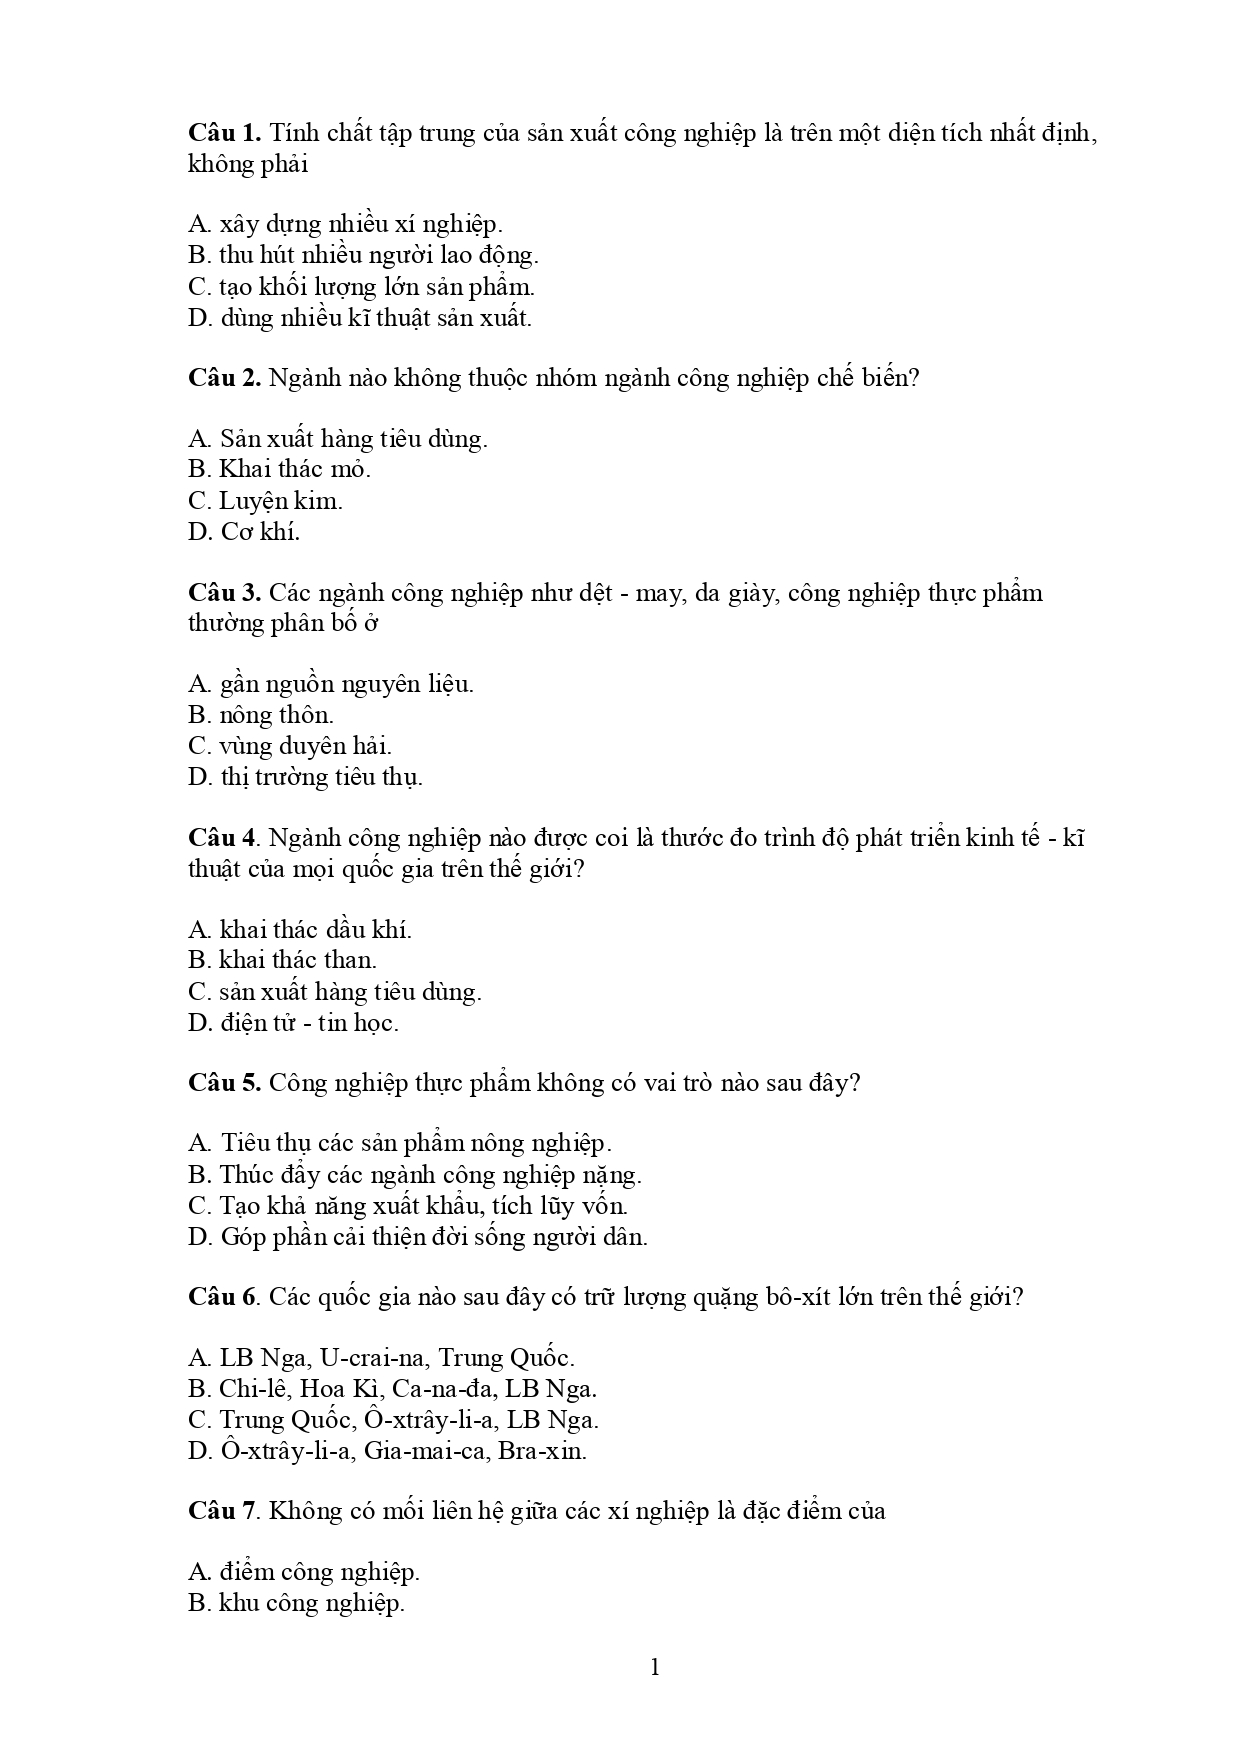 Câu 1. Tính chất tập trung của sản xuất công nghiệp là trên một diện tích nhất định,
không phải
A. xây dựng nhiều xí nghiệp.
B. thu hút nhiều người lao động.
C. tạo khối lượng lớn sản phẩm.
D. dùng nhiều kĩ thuật sản xuất.
Câu 2. Ngành nào không thuộc nhóm ngành công nghiệp chế biến?
A. Sản xuất hàng tiêu dùng.
B. Khai thác mỏ.
C. Luyện kim.
D. Cơ khí.
Câu 3. Các ngành công nghiệp như dệt - may, da giày, công nghiệp thực phẩm
thường phân bố ở
A. gần nguồn nguyên liệu.
B. nông thôn.
C. vùng duyên hải.
D. thị trường tiêu thụ.
Câu 4. Ngành công nghiệp nào được coi là thước đo trình độ phát triển kinh tế - kĩ
thuật của mọi quốc gia trên thế giới?
A. khai thác dầu khí.
B. khai thác than.
C. sản xuất hàng tiêu dùng.
D. điện tử - tin học.
Câu 5. Công nghiệp thực phẩm không có vai trò nào sau đây?
A. Tiêu thụ các sản phẩm nông nghiệp.
B. Thúc đẩy các ngành công nghiệp nặng.
C. Tạo khả năng xuất khẩu, tích lũy vốn.
D. Góp phần cải thiện đời sống người dân.
Câu 6. Các quốc gia nào sau đây có trữ lượng quặng bô-xít lớn trên thế giới?
A. LB Nga, U-crai-na, Trung Quốc.
B. Chi-lê, Hoa Kì, Ca-na-đa, LB Nga.
C. Trung Quốc, Ô-xtrây-li-a, LB Nga.
D. Ô-xtrây-li-a, Gia-mai-ca, Bra-xin.
Câu 7. Không có mối liên hệ giữa các xí nghiệp là đặc điểm của
A. điểm công nghiệp.
B. khu công nghiệp.
1